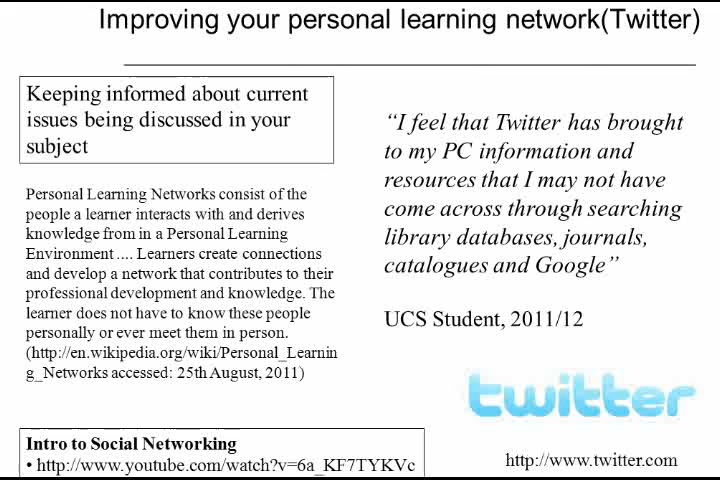 Improving your personal learning network(Twitter)
Keeping informed about current
issues being discussed in your
subject
Personal Learning Networks consist of the
people a learner interacts with and derives
knowledge from in a Personal Learning
Environment .... Learners create connections
and develop a network that contributes to their
professional development and knowledge. The
learner does not have to know these people
personally or ever meet them in person.
(http://en.wikipedia.org/wiki/Personal_Learnin
g_Networks accessed: 25th August, 2011)
“I feel that Twitter has brought
to my PC information and
resources that I may not have
come across through searching
library databases, journals,
catalogues and Google”
UCS Student, 2011/12
twitter
Intro to Social Networking
• http://www.youtube.com/watch?v=6a_KF7TYKVc
http://www.twitter.com